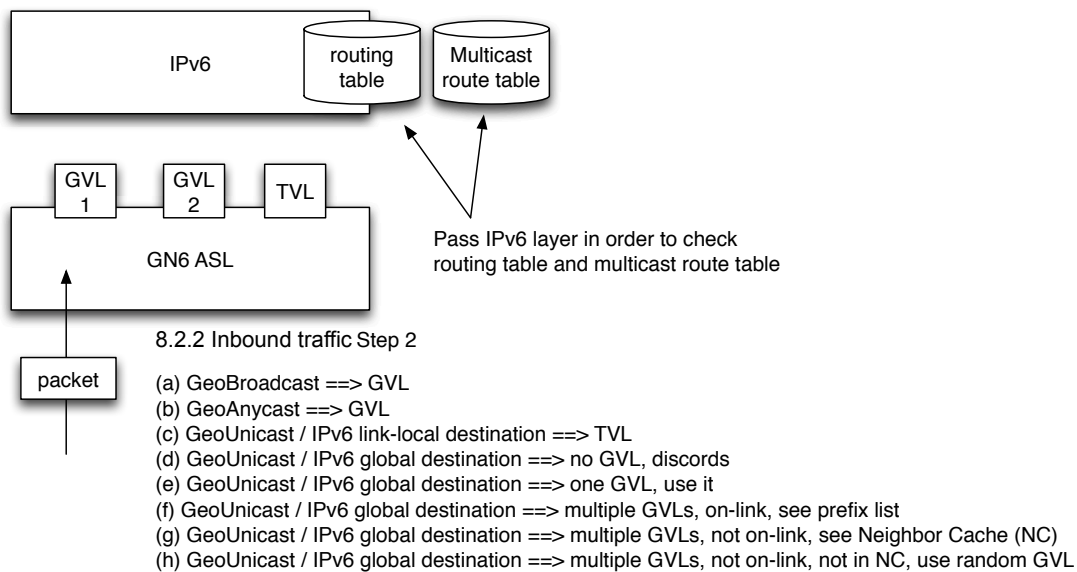 IPv6
routing
table
Multicast
route table
GVL
1
GVL
2
TVL
GN6 ASL
Pass IPv6 layer in order to check
routing table and multicast route table
packet
8.2.2 Inbound traffic Step 2
(a) GeoBroadcast ==> GVL
(b) GeoAnycast ==> GVL
(c) GeoUnicast / IPv6 link-local destination ==> TVL
(d) GeoUnicast / IPv6 global destination ==> no GVL, discords
(e) GeoUnicast / IPv6 global destination ==> one GVL, use it
(f) GeoUnicast / IPv6 global destination ==> multiple GVLs, on-link, see prefix list
(g) GeoUnicast / IPv6 global destination ==> multiple GVLs, not on-link, see Neighbor Cache (NC)
(h) GeoUnicast / IPv6 global destination ==> multiple GVLs, not on-link, not in NC, use random GVL